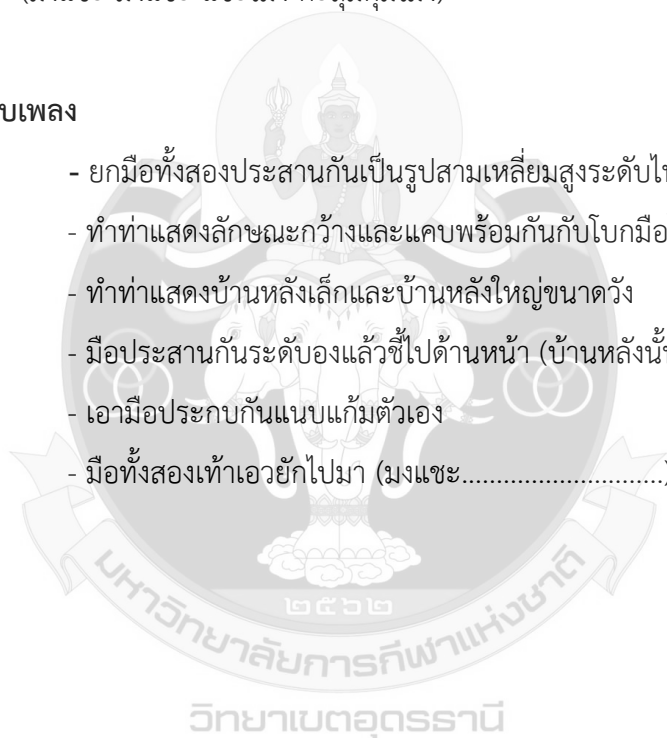 บเพลง
- ยกมือทั้งสองประสานกันเป็นรูปสามเหลี่ยมสูงระดับไห
- ทำท่าแสดงลักษณะกว้างและแคบพร้อมกันกับโบกมือ
- ทำท่าแสดงบ้านหลังเล็กและบ้านหลังใหญ่ขนาดวัง
- มือประสานกันระดับองแล้วชี้ไปด้านหน้า (บ้านหลังนั้น
- เอามือประกบกันแนบแก้มตัวเอง
- มือทั้งสองเท้าเอวยักไปมา (มงแชะ.............................)
๒๕๖๒
มหาวิทยาลัยการกีฬาแห่งชาติ
วิทยาเขตอุดรธานี